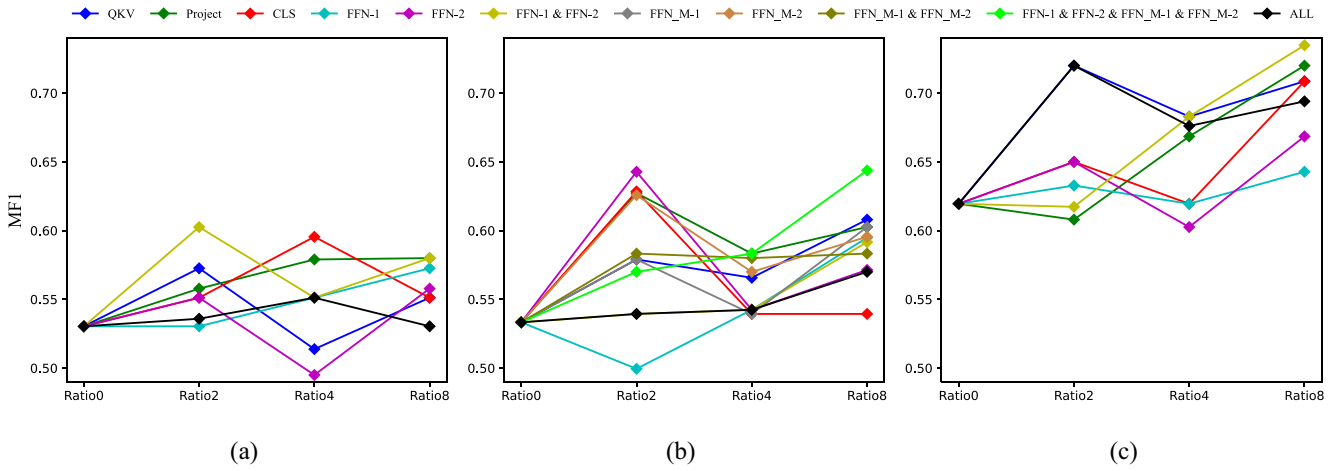 QKV Project CLS FFN-1 FFN-2 FFN-1 & FFN-2 FFN_M-1 FFN_M-2 FFN_M-1 & FFN_M-2 FFN-1 & FFN-2 & FFN_M-1 & FFN_M-2 ALL
MF1
0.70
0.65
0.60
0.55
0.50
Ratio0 Ratio2 Ratio4 Ratio8
(a)
0.70
0.65
0.60
0.55
0.50
Ratio0 Ratio2 Ratio4 Ratio8
(b)
0.70
0.65
0.60
0.55
0.50
Ratio0 Ratio2 Ratio4 Ratio8
(c)